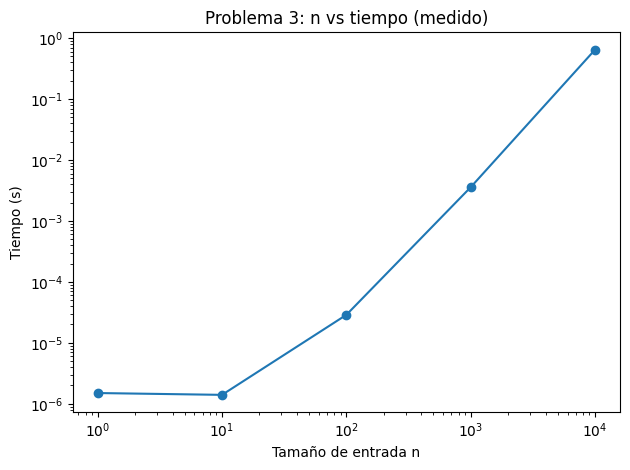 Problema 3: n vs tiempo (medido)
10⁰
10⁻¹
10⁻²
10⁻³
10⁻⁴
10⁻⁵
10⁻⁶
Tiempo (s)
10⁰ 10¹ 10² 10³ 10⁴
Tamaño de entrada n